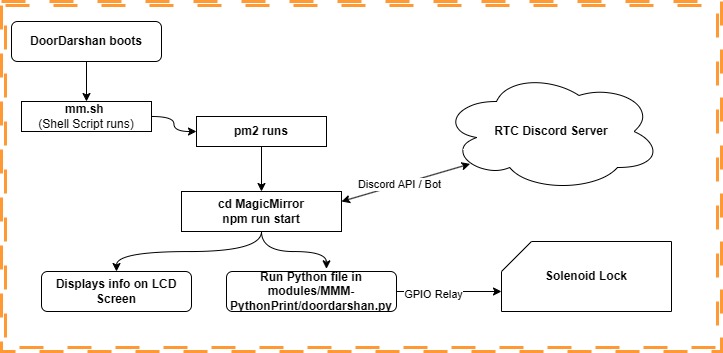 DoorDarshan boots
mm.sh
(Shell Script runs)
pm2 runs
RTC Discord Server
Discord API / Bot
cd MagicMirror
npm run start
Displays info on LCD
Screen
Run Python file in
modules/MMM-
PythonPrint/doordarshan.py
GPIO Relay
Solenoid Lock